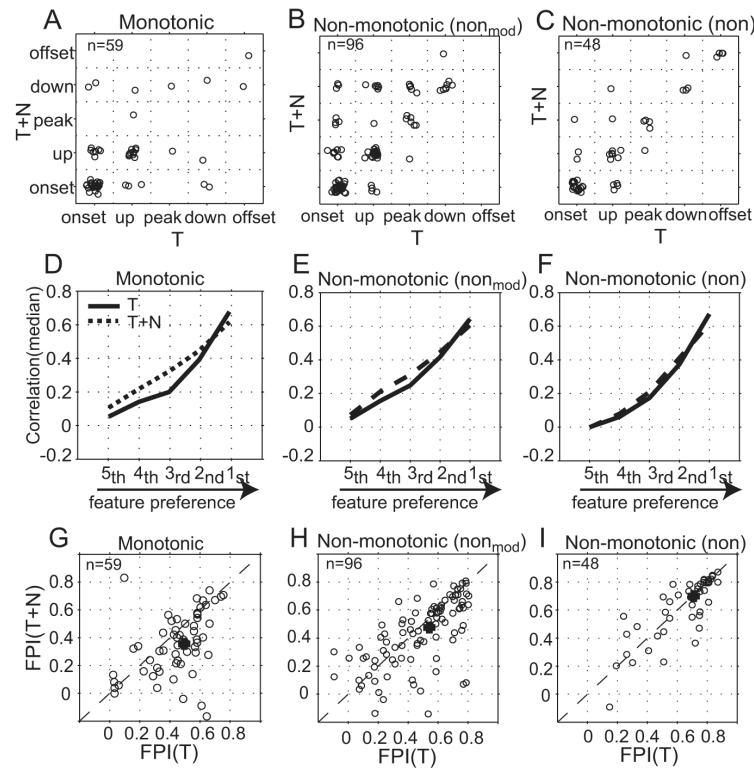 A Monotonic
B Non-monotonic (nonmod)
C Non-monotonic (non)
n=59
n=96
n=48
T+N
offset
down
peak
up
onset
onset up peak down offset
T
T+N
onset up peak down offset
T
T+N
onset up peak down offset
T
D Monotonic
E Non-monotonic (nonmod)
F Non-monotonic (non)
T
T+N
Correlation(median)
0.8
0.6
0.4
0.2
0
-0.2
5th 4th 3rd 2nd 1st
feature preference
0.8
0.6
0.4
0.2
0
-0.2
5th 4th 3rd 2nd 1st
feature preference
0.8
0.6
0.4
0.2
0
-0.2
5th 4th 3rd 2nd 1st
feature preference
G Monotonic
H Non-monotonic (nonmod)
I Non-monotonic (non)
n=59
n=96
n=48
FPI(T+N)
0.8
0.6
0.4
0.2
0
0 0.2 0.4 0.6 0.8
FPI(T)
0.8
0.6
0.4
0.2
0
0 0.2 0.4 0.6 0.8
FPI(T)
0.8
0.6
0.4
0.2
0
0 0.2 0.4 0.6 0.8
FPI(T)